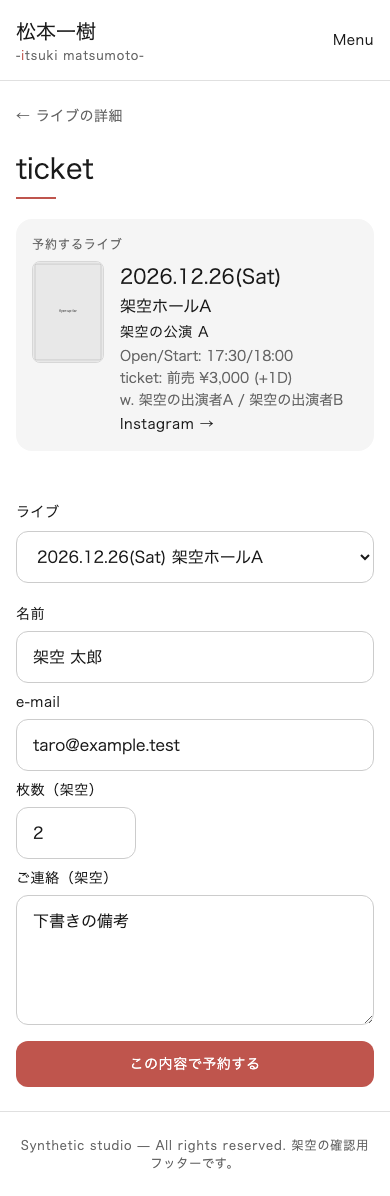 松本一樹
-itsuki matsumoto-
Menu
← ライブの詳細
ticket
予約するライブ
2026.12.26(Sat)
架空ホールA
架空の公演 A
Open/Start: 17:30/18:00
ticket: 前売 ¥3,000 (+1D)
w. 架空の出演者A / 架空の出演者B
Instagram →
ライブ
2026.12.26(Sat) 架空ホールA
名前
架空 太郎
e-mail
taro@example.test
枚数（架空）
2
ご連絡（架空）
下書きの備考
この内容で予約する
Synthetic studio — All rights reserved. 架空の確認用
フッターです。